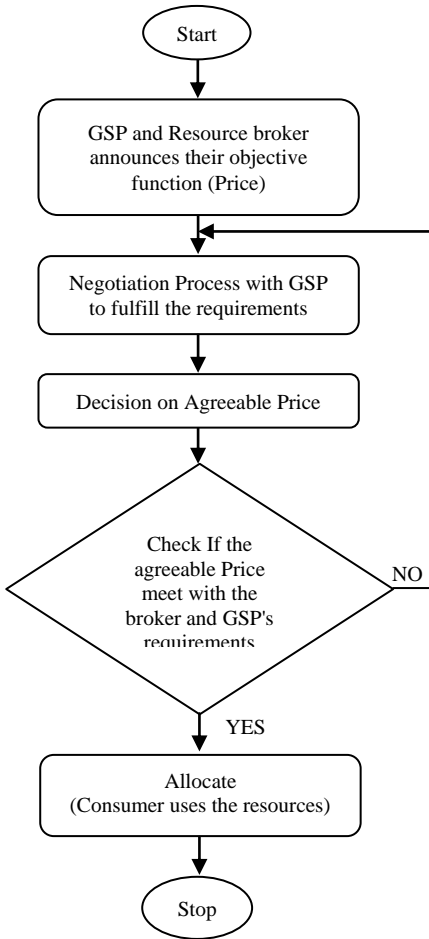 Start
GSP and Resource broker
announces their objective
function (Price)
Negotiation Process with GSP
to fulfill the requirements
Decision on Agreeable Price
Check If the
agreeable Price
meet with the
broker and GSP's
requirements
NO
YES
Allocate
(Consumer uses the resources)
Stop